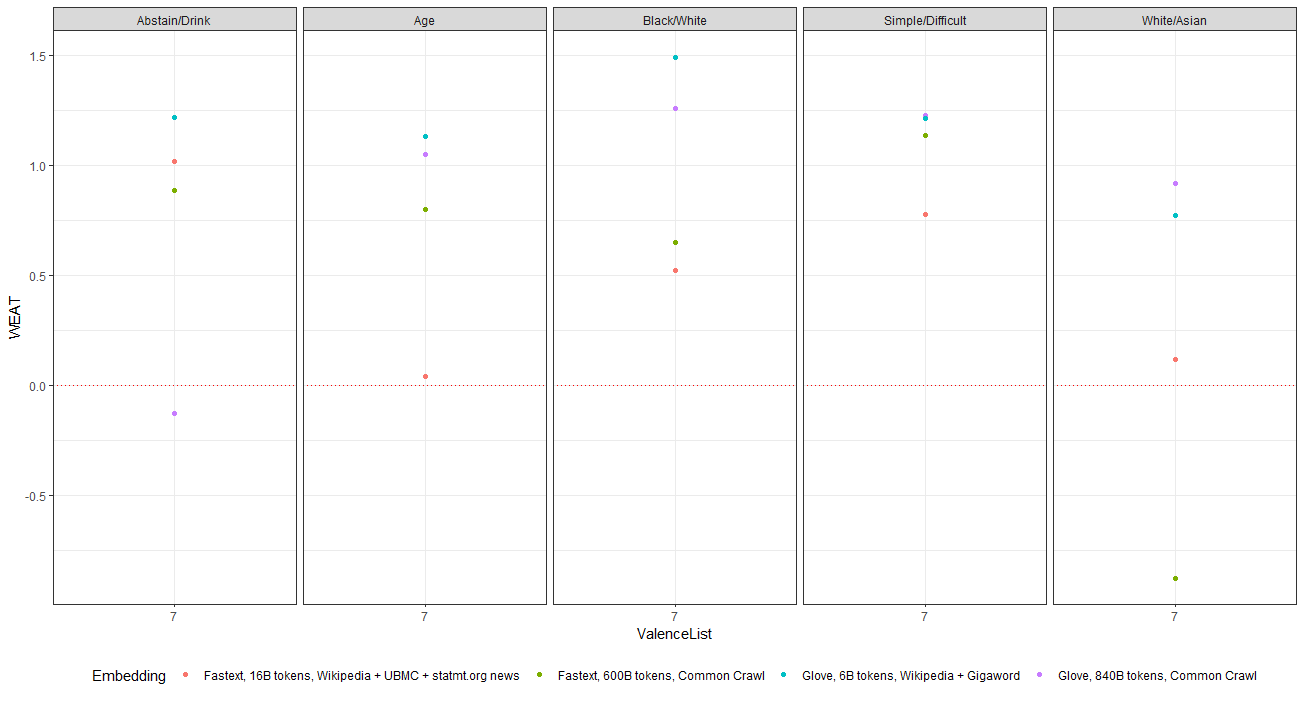 Abstain/Drink
Age
Black/White
Simple/Difficult
White/Asian
1.5
1.0
0.5
0.0
-0.5
WEAT
7
7
7
7
7
ValenceList
Embedding
Fastext, 16B tokens, Wikipedia + UBMC + statmt.org news
Fastext, 600B tokens, Common Crawl
Glove, 6B tokens, Wikipedia + Gigaword
Glove, 840B tokens, Common Crawl